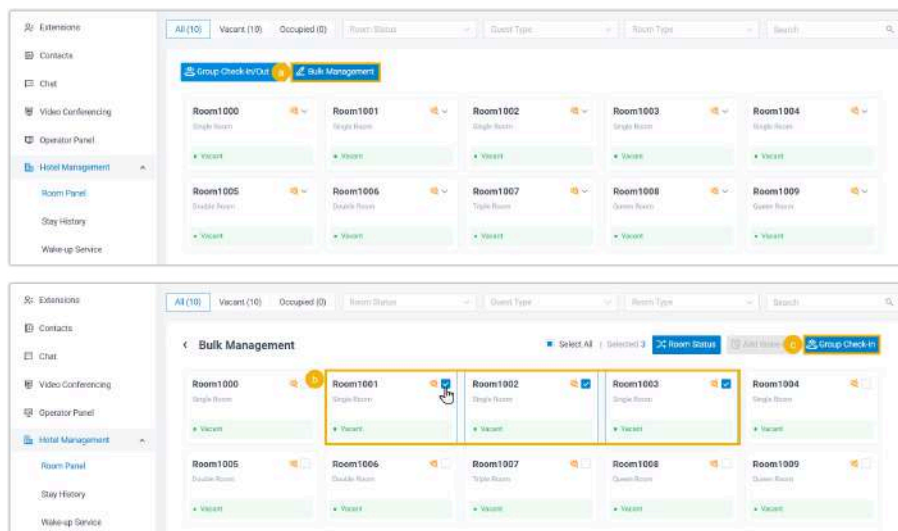 Extensions
All (10) Vacant (10) Occupied (0) Room Status Guest Type Room Type Search
Contacts
Chat
Group Check-In/Out a Bulk Management
Video Conferencing
Room1000 Room1001 Room1002 Room1003 Room1004
Single Room Single Room Single Room Single Room Single Room
Operator Panel
Vacant Vacant Vacant Vacant Vacant
Hotel Management
Room Panel
Room1005 Room1006 Room1007 Room1008 Room1009
Double Room Double Room Triple Room Queen Room Queen Room
Stay History
Vacant Vacant Vacant Vacant Vacant
Wake-up Service
Extensions
All (10) Vacant (10) Occupied (0) Room Status Guest Type Room Type Search
Contacts
Bulk Management Select All Selected 3 Room Status Add c Group Check-In
Chat
Video Conferencing
Room1000 b Room1001 Room1002 Room1003 Room1004
Single Room Single Room Single Room Single Room Single Room
Operator Panel
Vacant Vacant Vacant Vacant Vacant
Hotel Management
Room Panel
Room1005 Room1006 Room1007 Room1008 Room1009
Double Room Double Room Triple Room Queen Room Queen Room
Stay History
Vacant Vacant Vacant Vacant Vacant
Wake-up Service